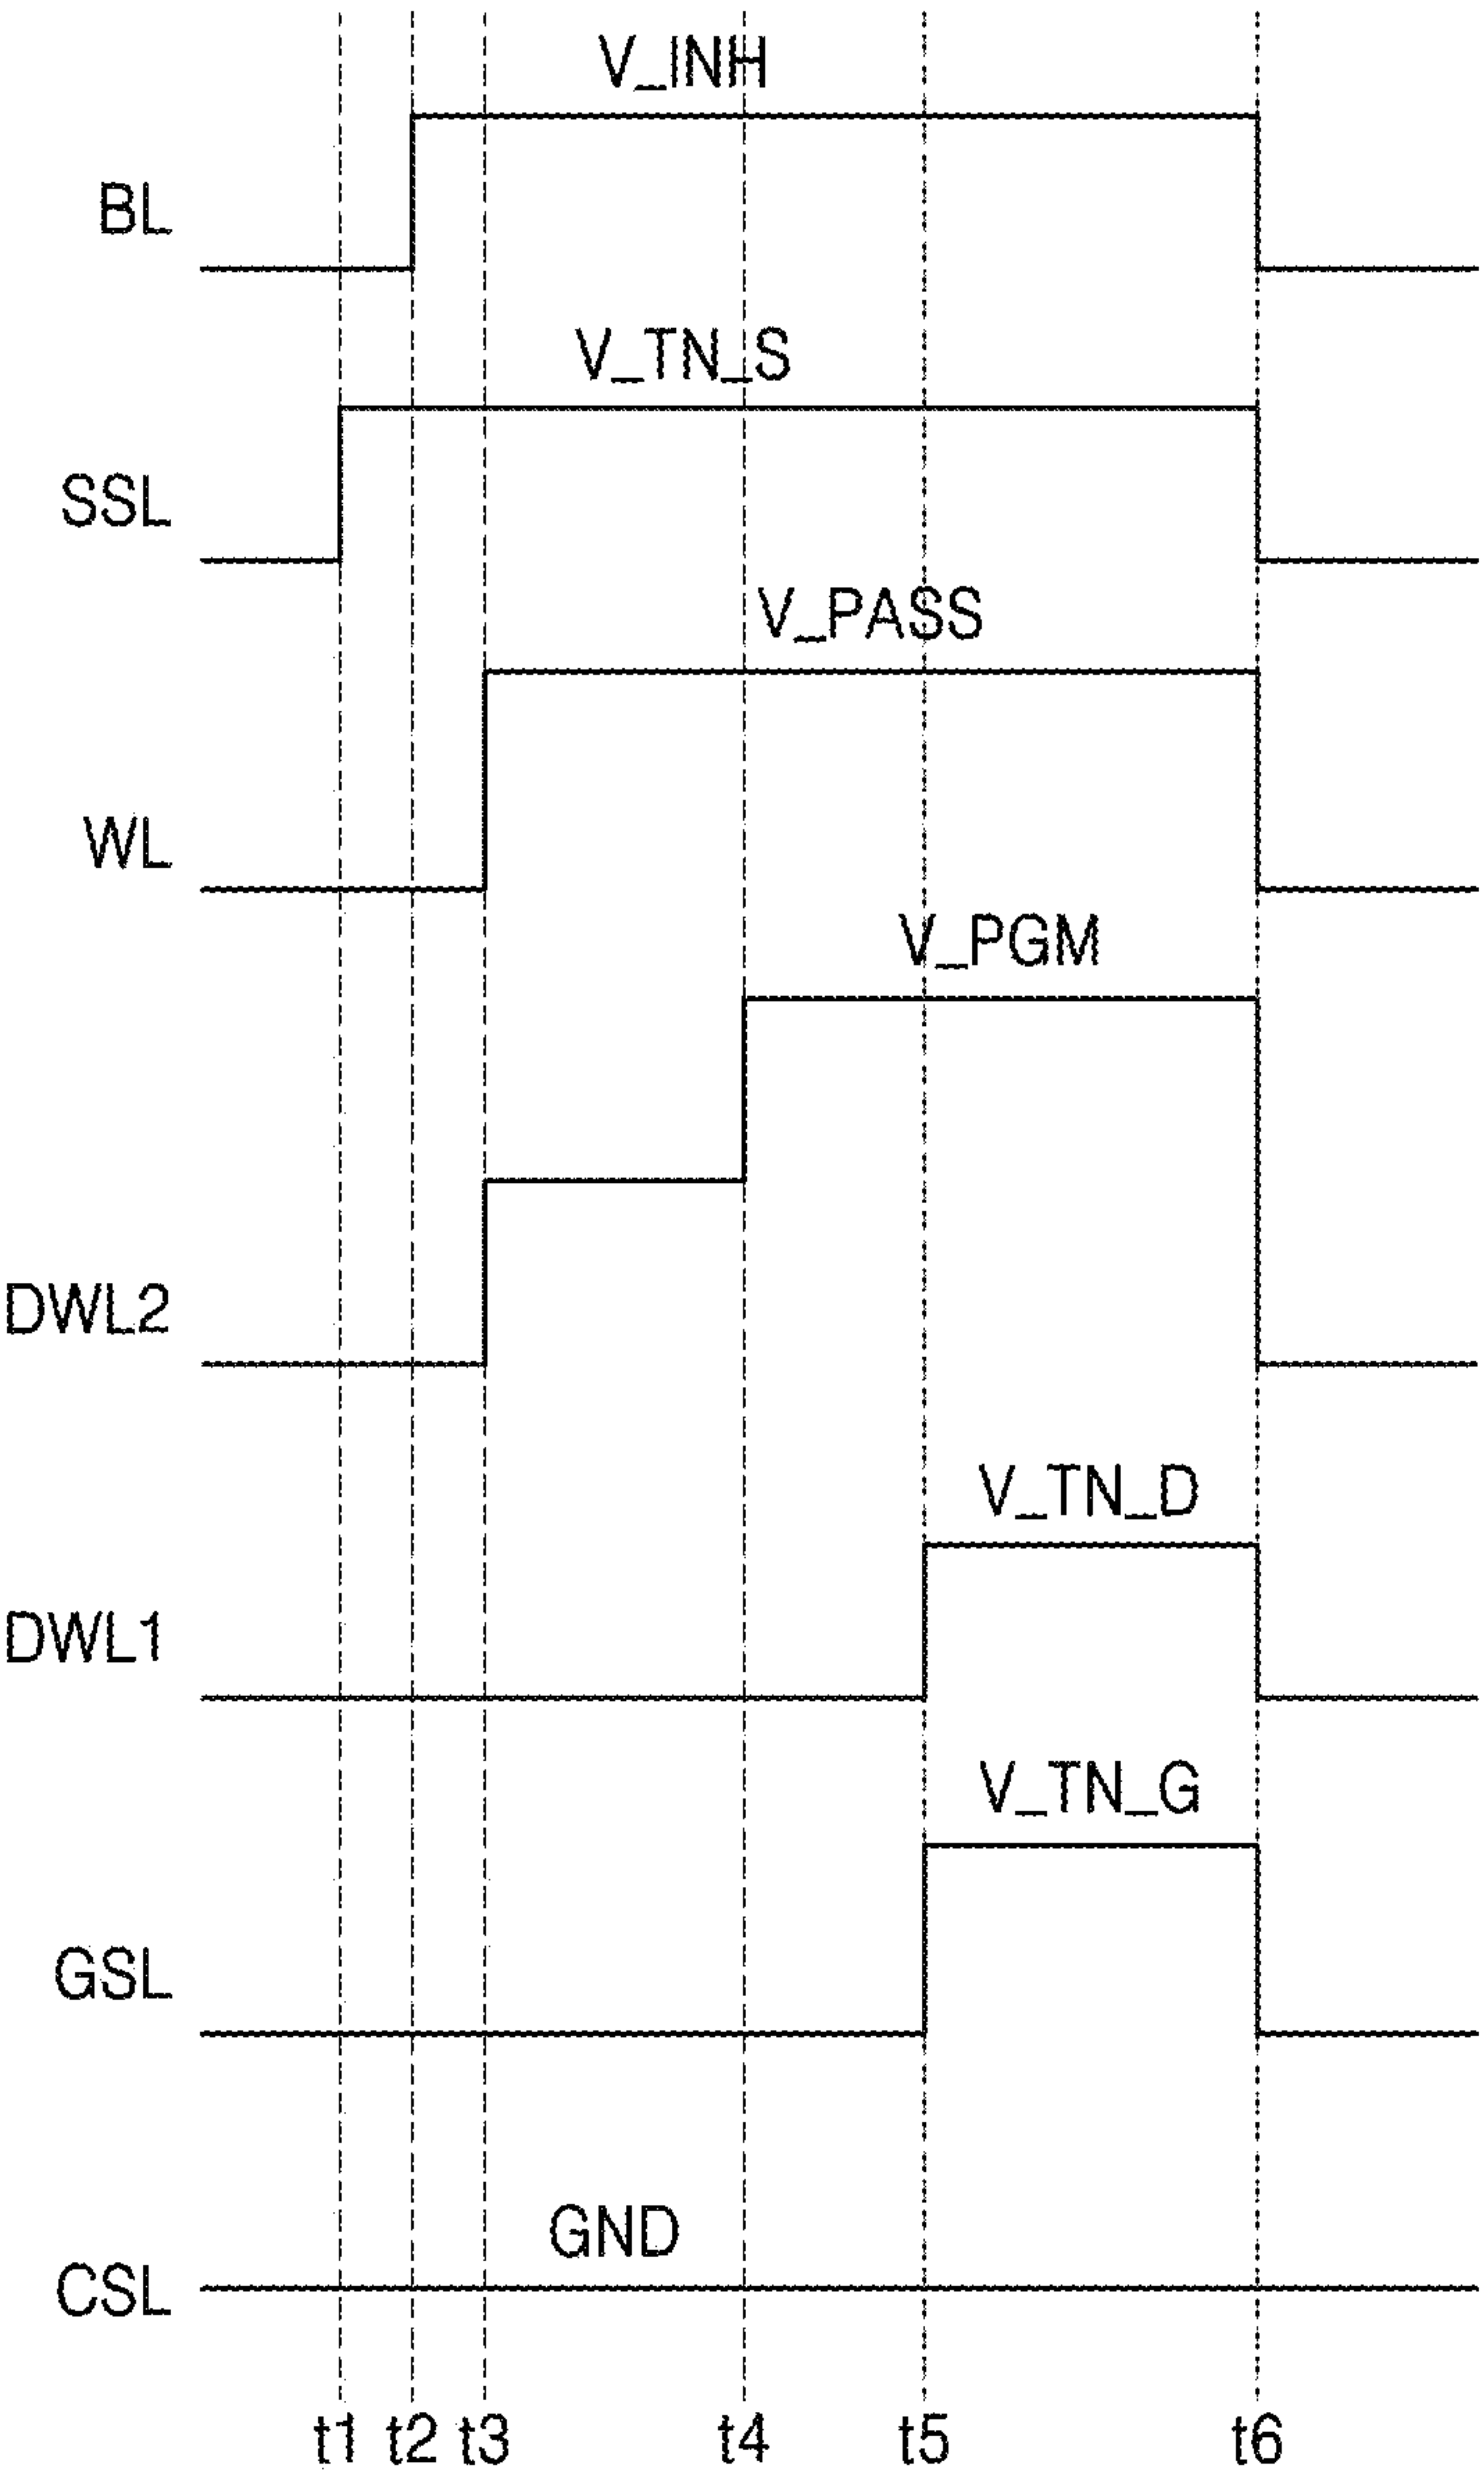 V_INH
BL
V_TN_S
SSL
V_PASS
WL
V_PGM
DWL2
V_TN_D
DWL1
V_TN_G
GSL
GND
CSL
t1 t2 t3 t4 t5 t6